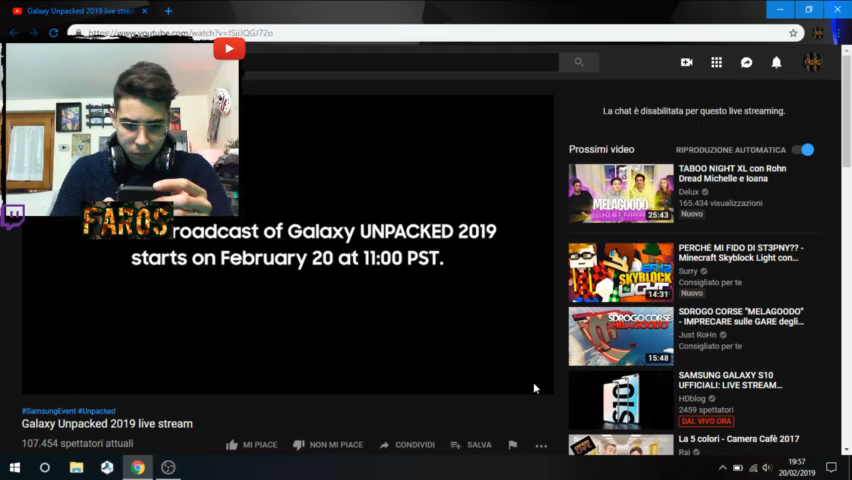 Galaxy Unpacked 2019 live strea
https://www.youtube.com/watch?v=
FAROS
roadcast of Galaxy UNPACKED 2019
starts on February 20 at 11:00 PST.
#SamsungEvent #Unpacked
Galaxy Unpacked 2019 live stream
107.454 spettatori attuali
MI PIACE
NON MI PIACE
CONDIVIDI
SALVA
La chat è disabilitata per questo live streaming.
Prossimi video
RIPRODUZIONE AUTOMATICA
MELAGOODO
25:43
TABOO NIGHT XL con Rohn
Dread Michelle e Ioana
Delux
165.434 visualizzazioni
Nuovo
EP.12
SKYBLOCK
LIGHT
14:31
PERCHÈ MI FIDO DI ST3PNY?? -
Minecraft Skyblock Light con...
Surry
Consigliato per te
Nuovo
SDROGO CORSE
MELAGOODO
15:48
SDROGO CORSE "MELAGOODO"
- IMPRECARE sulle GARE degli...
Just RoHn
Consigliato per te
S10
SAMSUNG GALAXY S10
UFFICIALI: LIVE STREAM...
HDblog
2459 spettatori
DAL VIVO ORA
La 5 colori - Camera Cafè 2017
Rai
19:57
20/02/2019